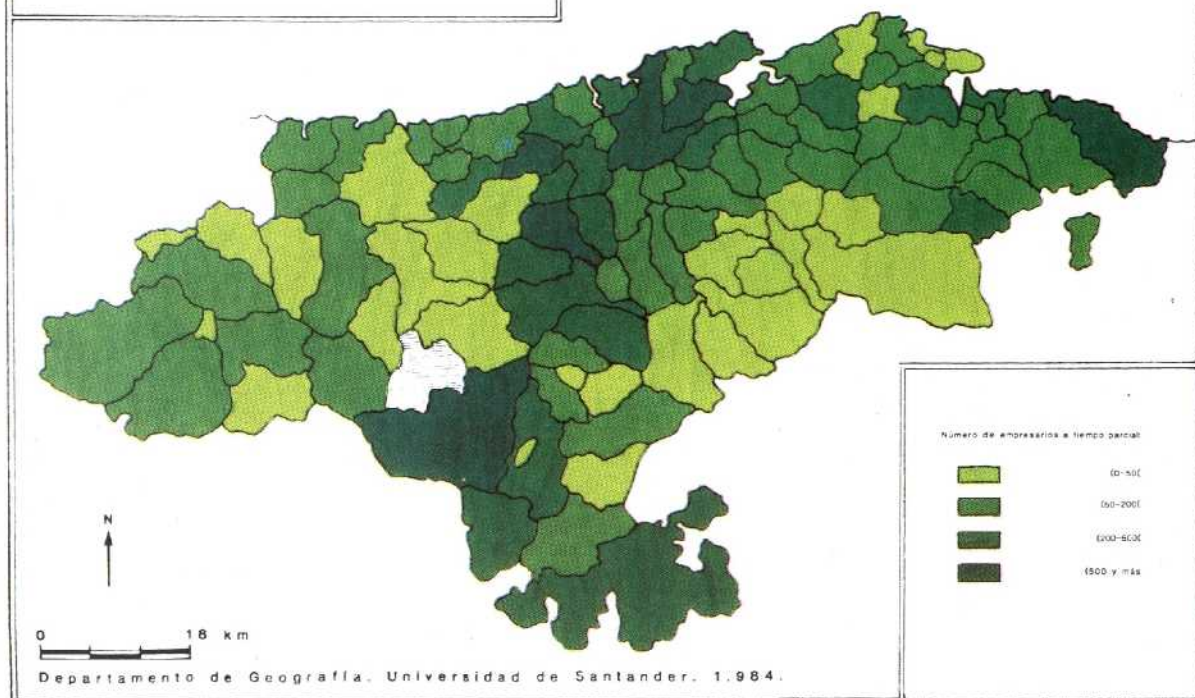 Número de empresarios a tiempo parcial
(0-50(
(50-200(
(200-500(
(500 y más
N
0 18 km
Departamento de Geografía. Universidad de Santander. 1.984.